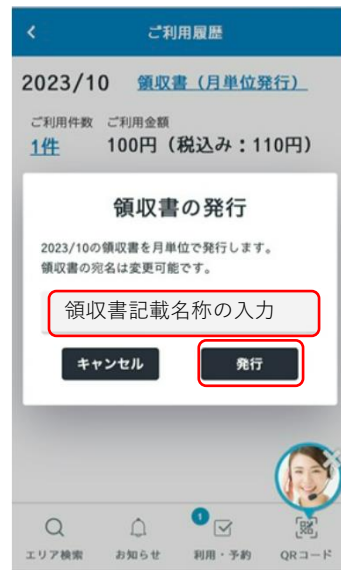 ご利用履歴
2023/10 領収書（月単位発行）
ご利用件数 ご利用金額
1件 100円（税込み：110円）
領収書の発行
2023/10の領収書を月単位で発行します。
領収書の宛名は変更可能です。
領収書記載名称の入力
キャンセル 発行
1
エリア検索 お知らせ 利用・予約 QRコード